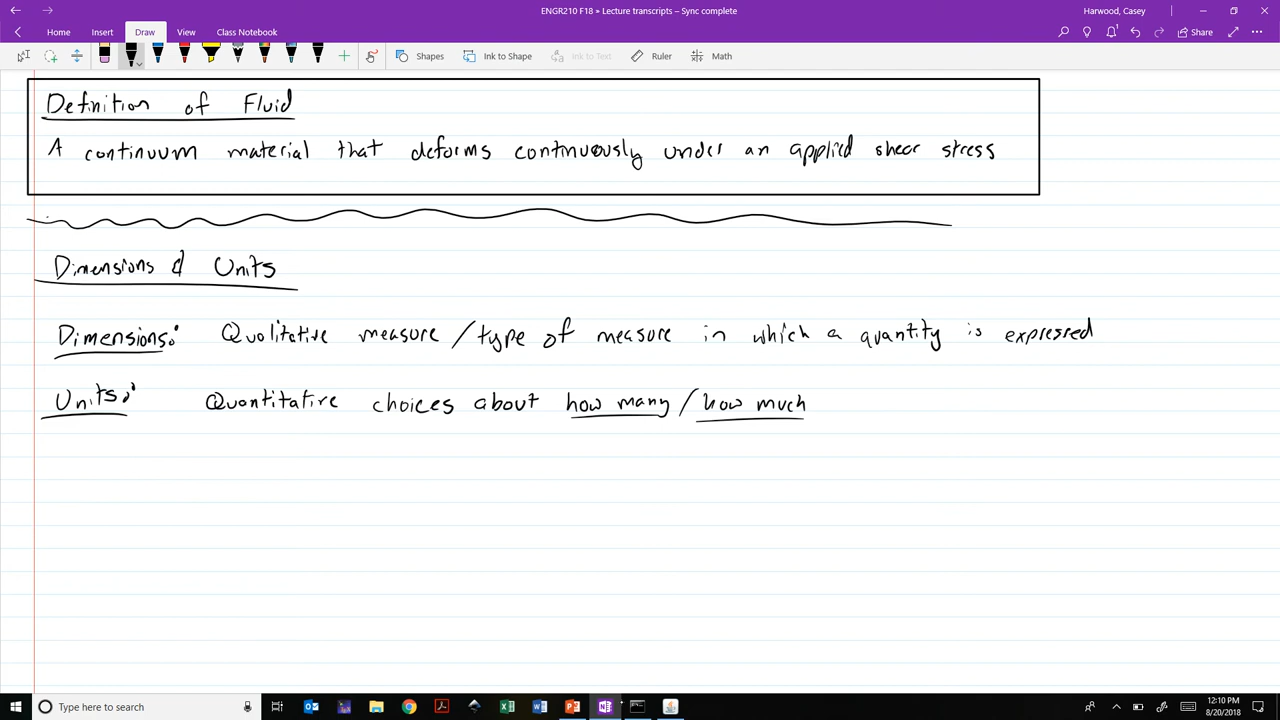 ENGR210 F18 » Lecture transcripts – Sync complete
Harwood, Casey
Home Insert Draw View Class Notebook
Share
Shapes Ink to Shape Ink to Text Ruler Math
Definition of Fluid
A continuum material that deforms continuously under an applied shear stress
Dimensions & Units
Dimensions: Qualitative measure / type of measure in which a quantity is expressed
Units: Quantitative choices about how many / how much
Type here to search
12:10 PM
8/20/2018